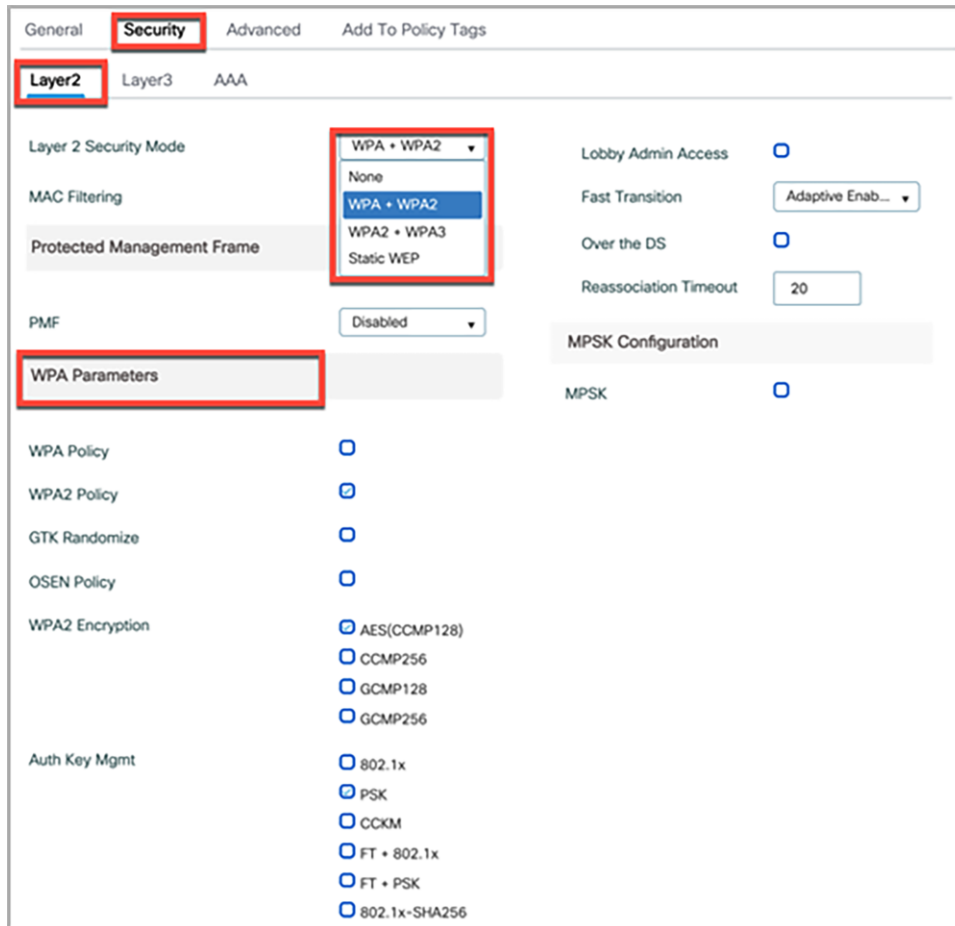 General Security Advanced Add To Policy Tags
Layer2 Layer3 AAA
Layer 2 Security Mode
WPA + WPA2
None
WPA + WPA2
WPA2 + WPA3
Static WEP
MAC Filtering
Protected Management Frame
PMF
Disabled
WPA Parameters
WPA Policy
WPA2 Policy
GTK Randomize
OSEN Policy
WPA2 Encryption
AES(CCMP128)
CCMP256
GCMP128
GCMP256
Auth Key Mgmt
802.1x
PSK
CCKM
FT + 802.1x
FT + PSK
802.1x-SHA256
Lobby Admin Access
Fast Transition
Adaptive Enab...
Over the DS
Reassociation Timeout
20
MPSK Configuration
MPSK